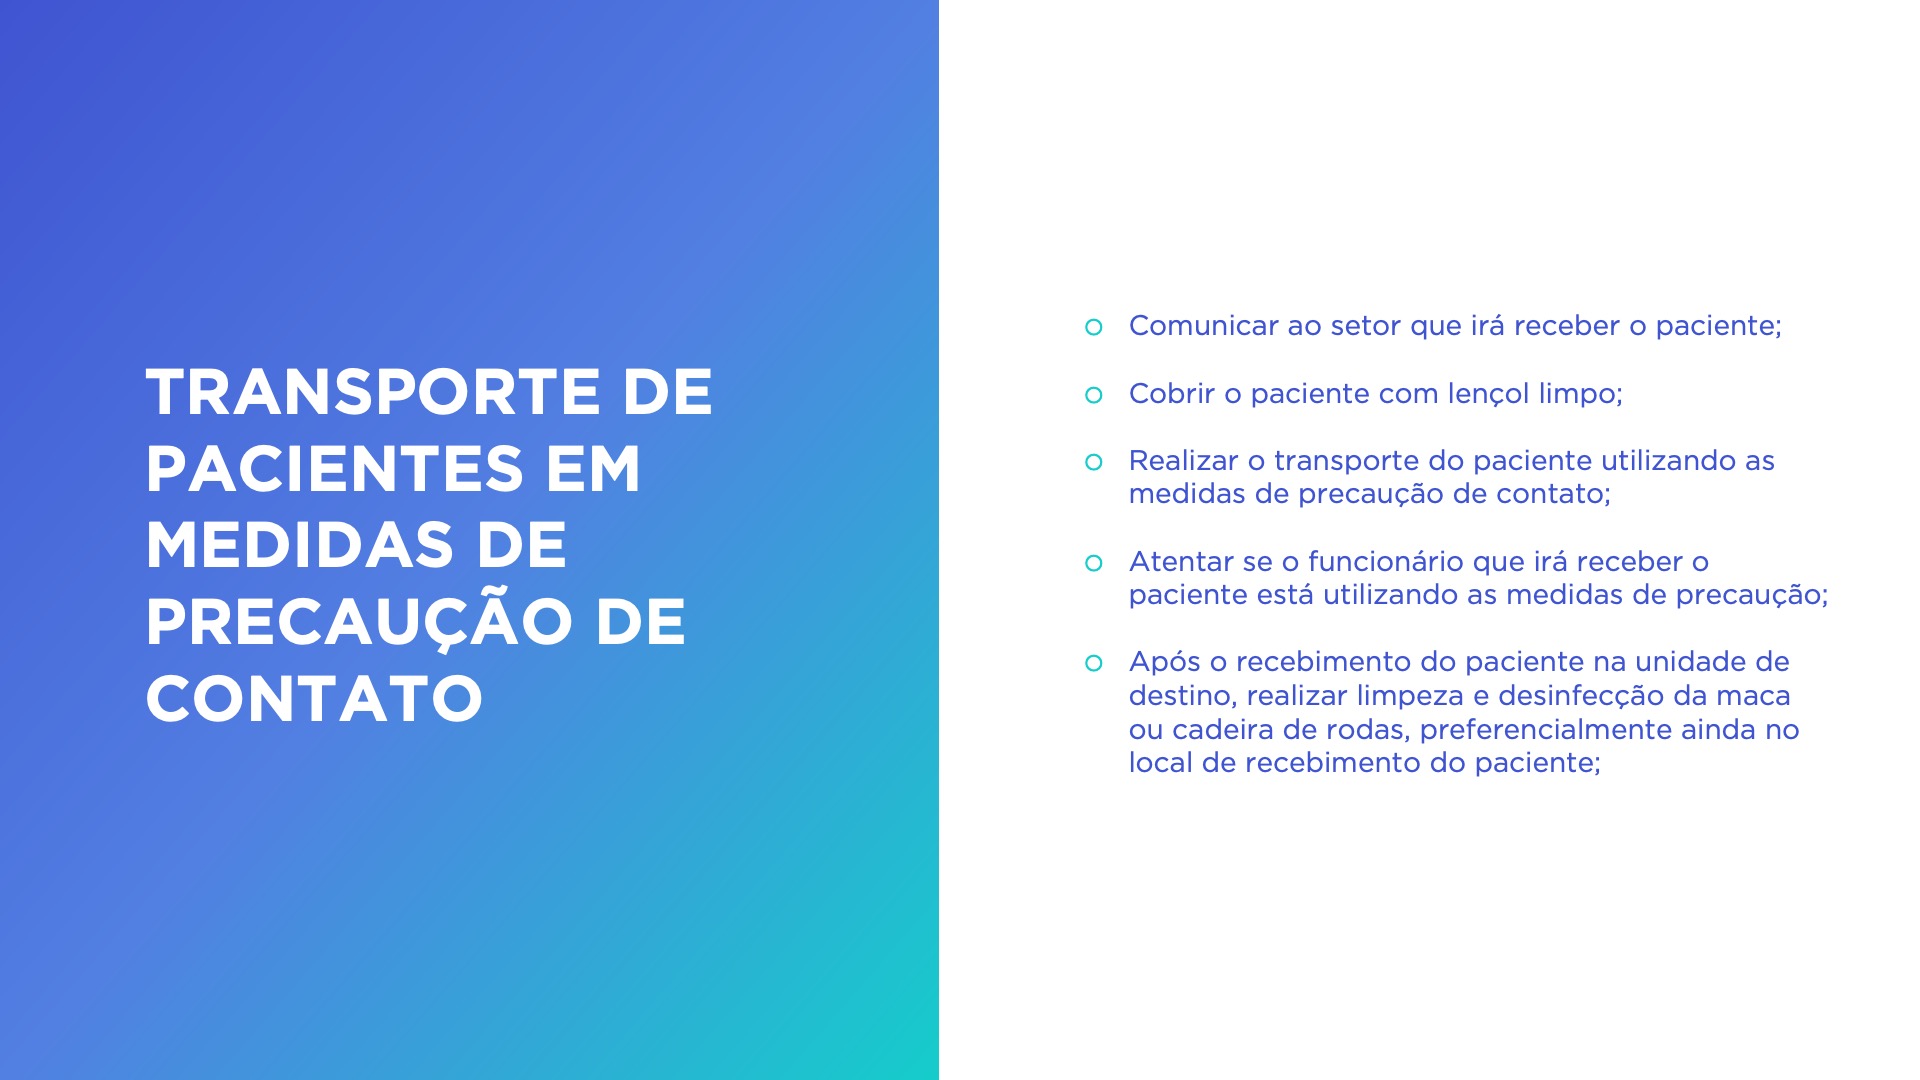 TRANSPORTE DE
PACIENTES EM
MEDIDAS DE
PRECAUÇÃO DE
CONTATO
Comunicar ao setor que irá receber o paciente;
Cobrir o paciente com lençol limpo;
Realizar o transporte do paciente utilizando as
medidas de precaução de contato;
Atentar se o funcionário que irá receber o
paciente está utilizando as medidas de precaução;
Após o recebimento do paciente na unidade de
destino, realizar limpeza e desinfecção da maca
ou cadeira de rodas, preferencialmente ainda no
local de recebimento do paciente;